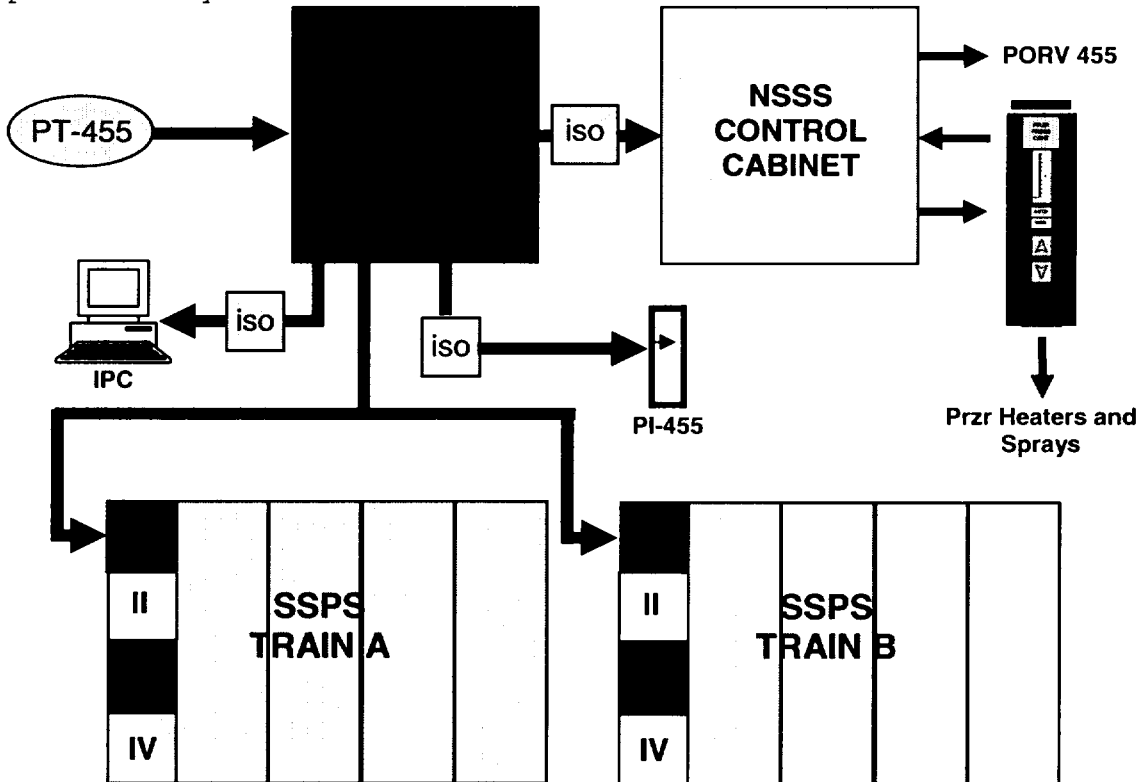 PT-455
iso
NSSS
CONTROL
CABINET
PORV 455
iso
IPC
iso
PI-455
Przr Heaters and
Sprays
II
SSPS
TRAIN A
IV
II
SSPS
TRAIN B
IV